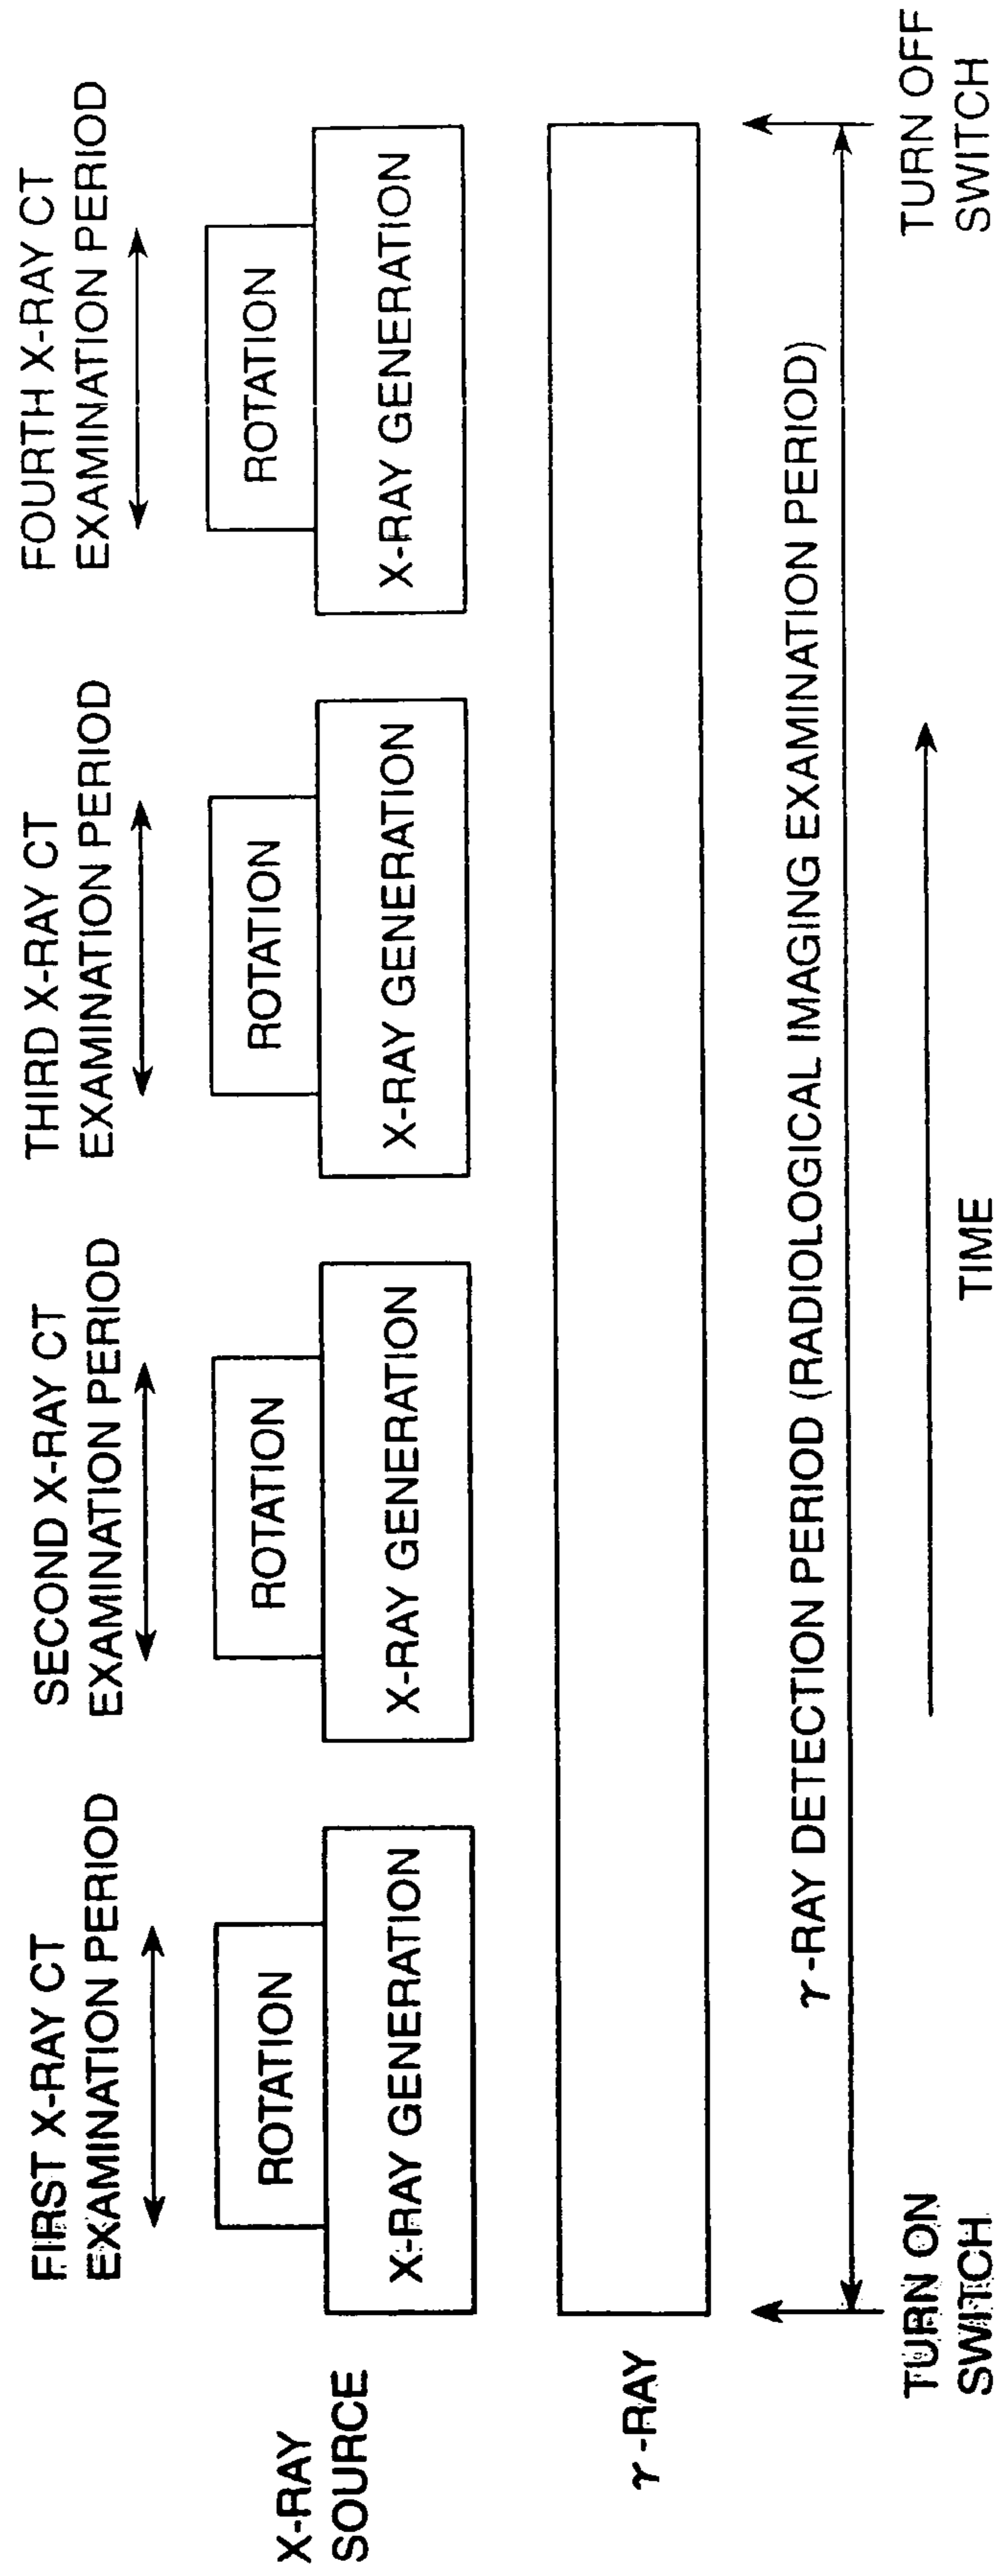 FIRST X-RAY CT
EXAMINATION PERIOD
SECOND X-RAY CT
EXAMINATION PERIOD
THIRD X-RAY CT
EXAMINATION PERIOD
FOURTH X-RAY CT
EXAMINATION PERIOD
X-RAY
SOURCE
ROTATION
X-RAY GENERATION
ROTATION
X-RAY GENERATION
ROTATION
X-RAY GENERATION
ROTATION
X-RAY GENERATION
γ-RAY
γ-RAY DETECTION PERIOD (RADIOLOGICAL IMAGING EXAMINATION PERIOD)
TURN ON
SWITCH
TIME
TURN OFF
SWITCH